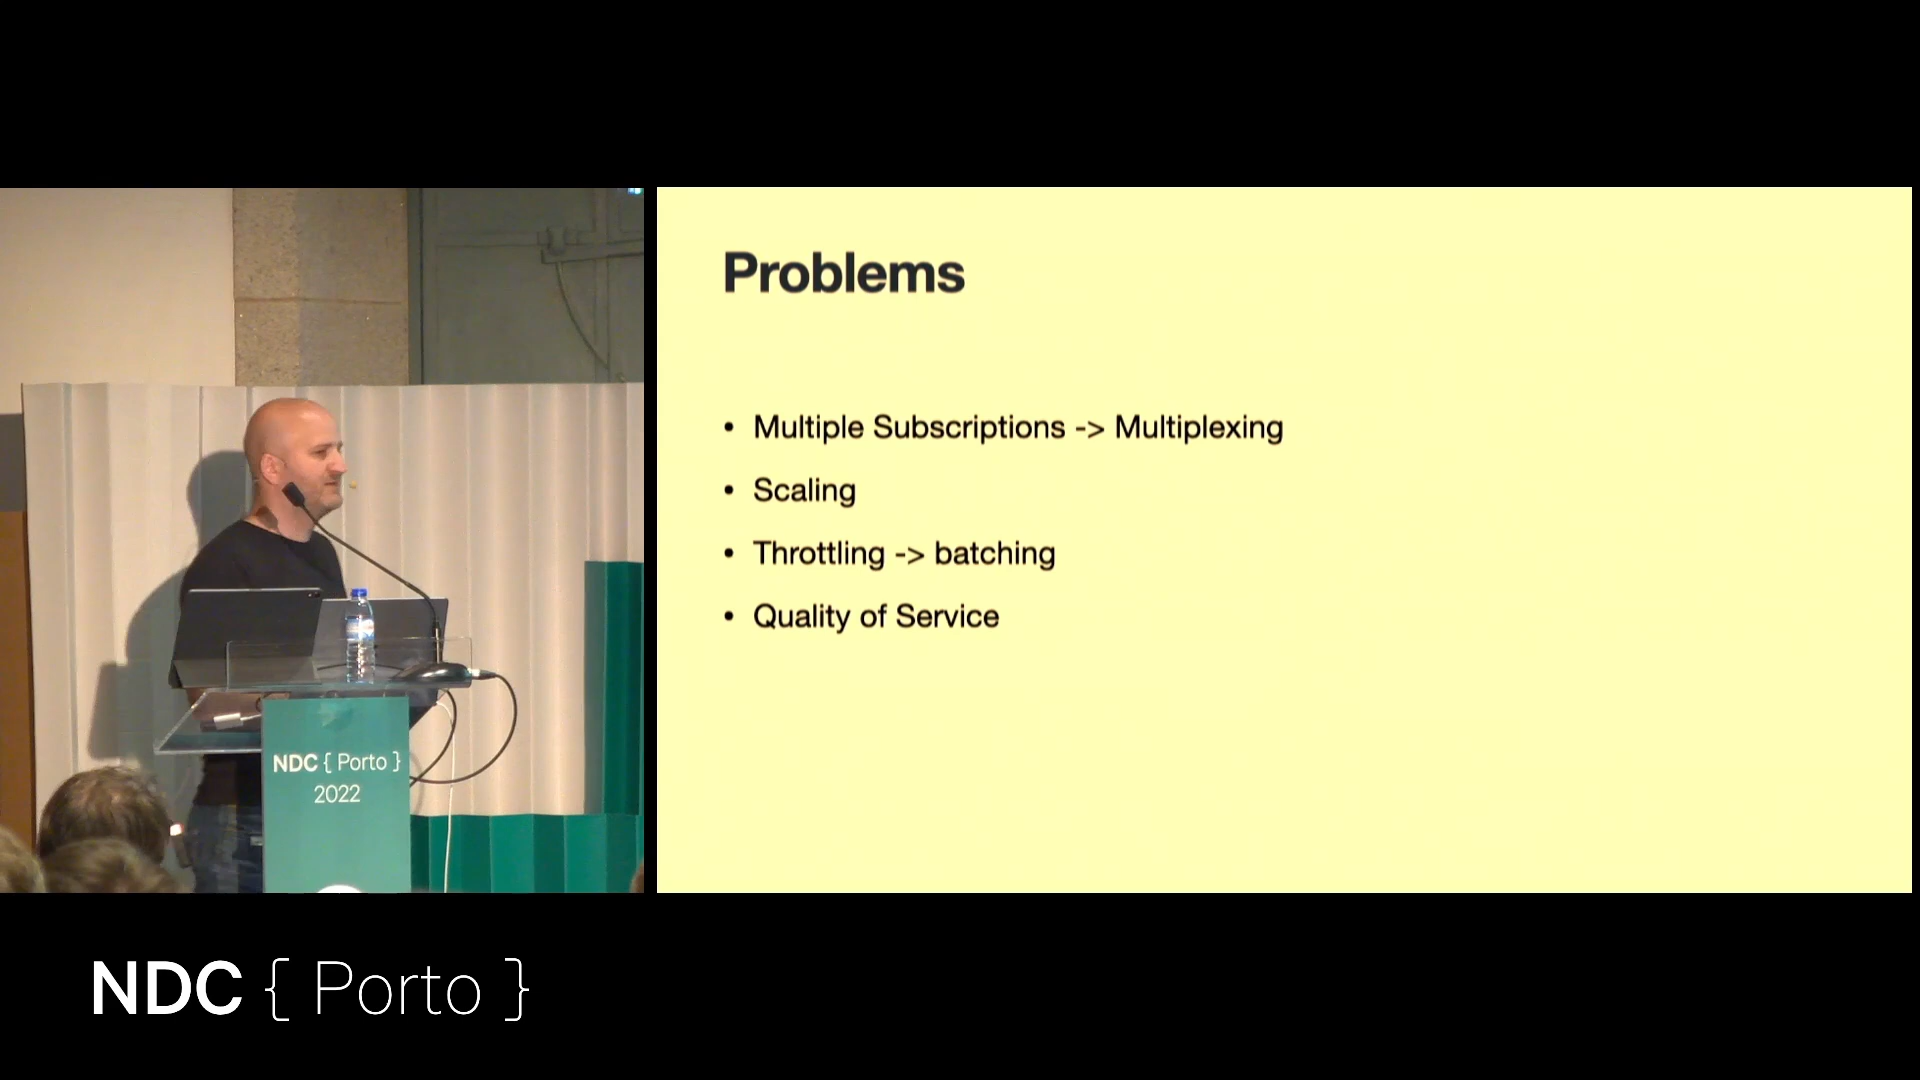 Problems
• Multiple Subscriptions -> Multiplexing
• Scaling
• Throttling -> batching
• Quality of Service
NDC { Porto }
2022
NDC { Porto }